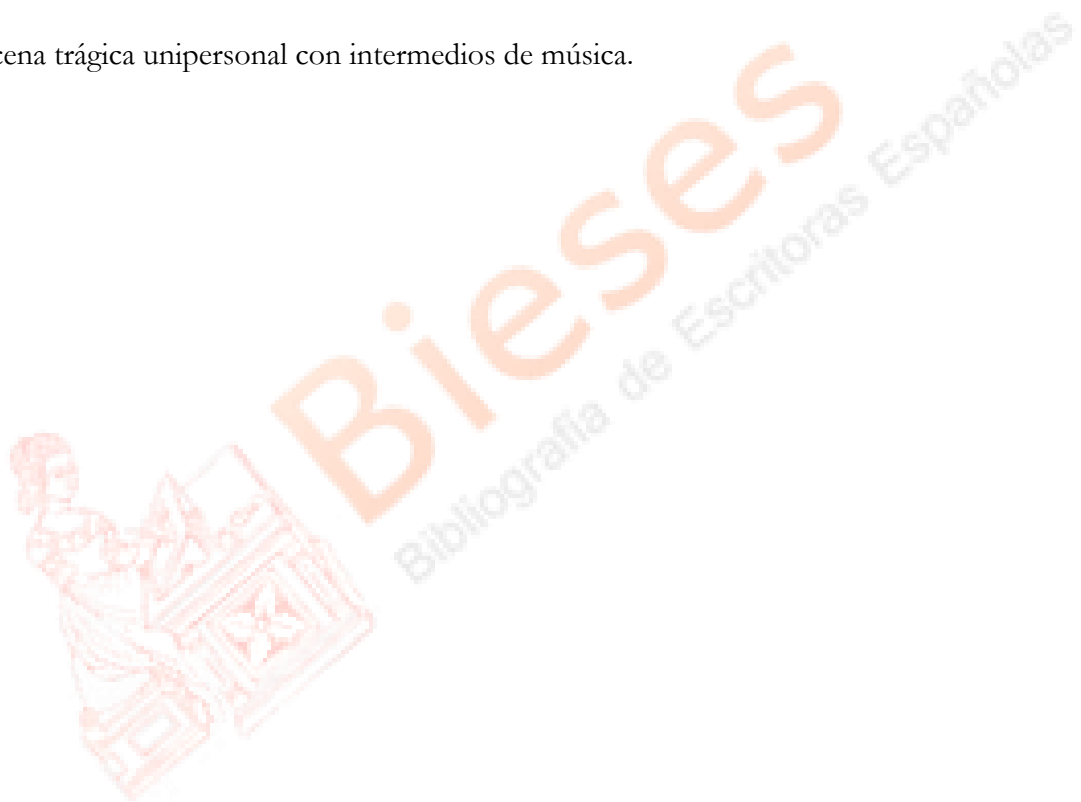 cena trágica unipersonal con intermedios de música.
Bieses
Bibliografía de Escritoras Españolas